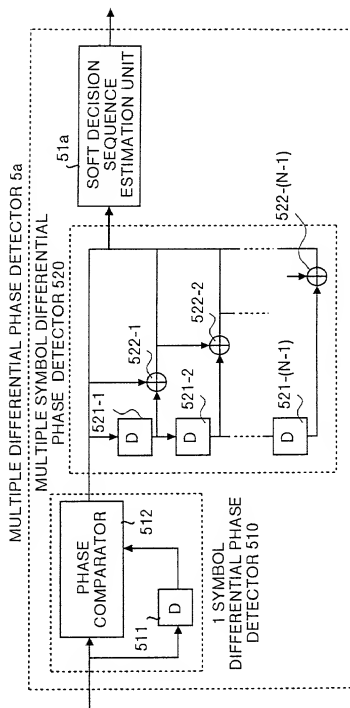 MULTIPLE DIFFERENTIAL PHASE DETECTOR 5a
MULTIPLE SYMBOL DIFFERENTIAL
PHASE DETECTOR 520
51a
SOFT DECISION
SEQUENCE
ESTIMATION UNIT
521-1
522-1
D
521-2
522-2
D
521-(N-1)
522-(N-1)
D
PHASE
COMPARATOR
512
511
D
1 SYMBOL
DIFFERENTIAL PHASE
DETECTOR 510